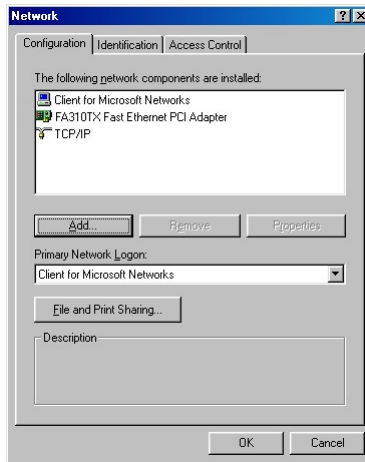 Network
Configuration Identification Access Control
The following network components are installed:
Client for Microsoft Networks
FA310TX Fast Ethernet PCI Adapter
TCP/IP
Add... Remove Properties
Primary Network Logon:
Client for Microsoft Networks
File and Print Sharing...
Description
OK Cancel